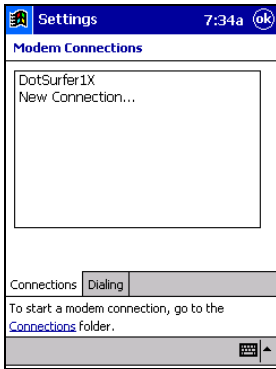 Settings 7:34a ok
Modem Connections
DotSurfer1X
New Connection...
Connections Dialing
To start a modem connection, go to the
Connections folder.